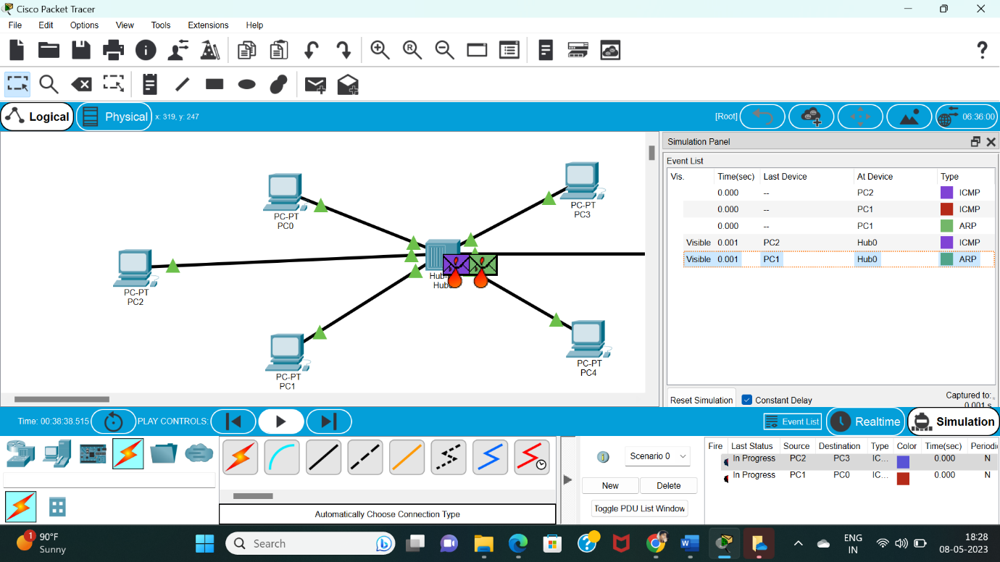 Cisco Packet Tracer
File Edit Options View Tools Extensions Help
Logical Physical x: 319, y: 247 [Root] 06:36:00
Simulation Panel
Event List
Vis. Time(sec) Last Device At Device Type
0.000 -- PC2 ICMP
0.000 -- PC1 ICMP
0.000 -- PC1 ARP
Visible 0.001 PC2 Hub0 ICMP
Visible 0.001 PC1 Hub0 ARP
PC-PT
PC0
PC-PT
PC3
PC-PT
PC2
PC-PT
PC1
PC-PT
PC4
Reset Simulation Constant Delay Captured to:
0.001 s
Time: 00:38:38.515 PLAY CONTROLS: Event List Realtime Simulation
Scenario 0
New Delete
Toggle PDU List Window
Fire Last Status Source Destination Type Color Time(sec) Periodi
In Progress PC2 PC3 IC... 0.000 N
In Progress PC1 PC0 IC... 0.000 N
Automatically Choose Connection Type
1
90°F
Sunny
Search
ENG
IN
18:28
08-05-2023